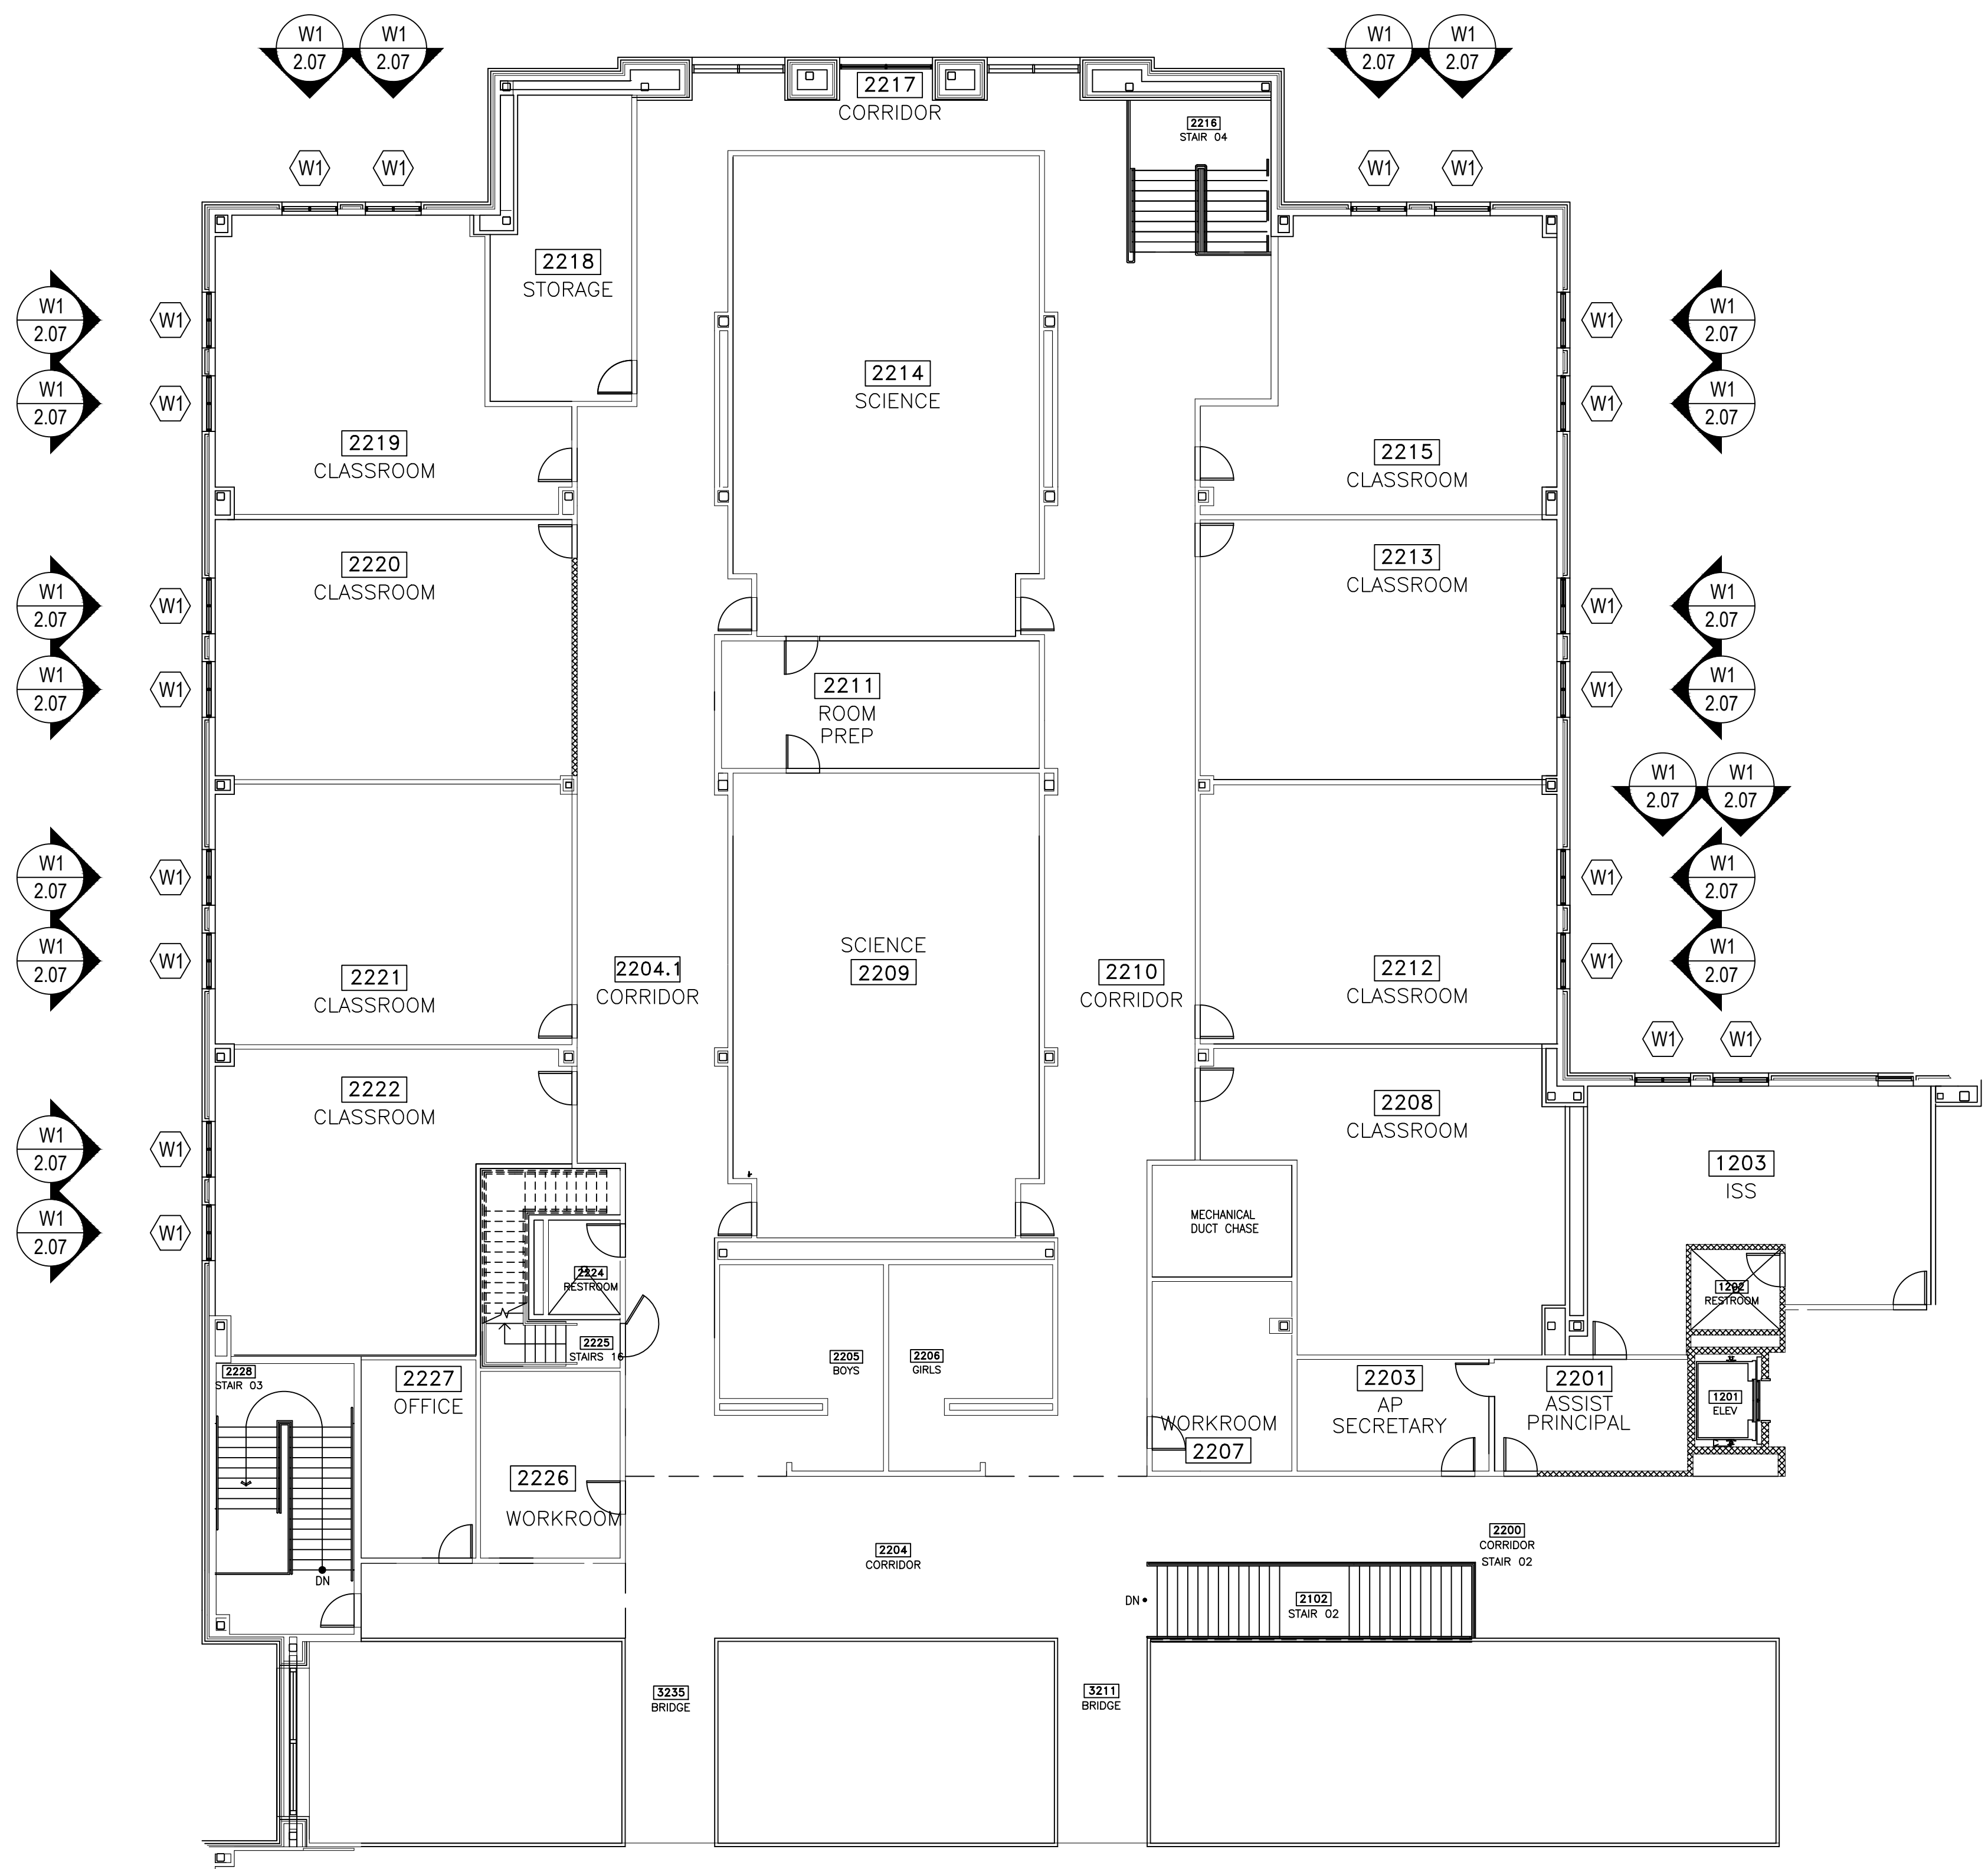 W1
2.07
W1
2.07
W1
2.07
W1
2.07
2217
CORRIDOR
2216
STAIR 04
W1
W1
W1
W1
2218
STORAGE
W1
2.07
W1
W1
W1
2.07
2214
SCIENCE
W1
2.07
W1
W1
W1
2.07
2219
CLASSROOM
2215
CLASSROOM
2220
CLASSROOM
2213
CLASSROOM
W1
2.07
W1
W1
W1
2.07
W1
2.07
W1
W1
W1
2.07
2211
ROOM
PREP
W1
2.07
W1
2.07
W1
2.07
W1
W1
W1
2.07
W1
2.07
W1
W1
W1
2.07
2221
CLASSROOM
2204.1
CORRIDOR
SCIENCE
2209
2210
CORRIDOR
2212
CLASSROOM
W1
W1
2222
CLASSROOM
2208
CLASSROOM
W1
2.07
W1
1203
ISS
W1
2.07
W1
MECHANICAL
DUCT CHASE
2224
RESTROOM
1202
RESTROOM
2225
STAIRS 16
2205
BOYS
2206
GIRLS
2228
STAIR 03
2227
OFFICE
2203
AP
SECRETARY
2201
ASSIST
PRINCIPAL
1201
ELEV
WORKROOM
2207
2226
WORKROOM
DN
2204
CORRIDOR
2200
CORRIDOR
STAIR 02
DN
2102
STAIR 02
3235
BRIDGE
3211
BRIDGE